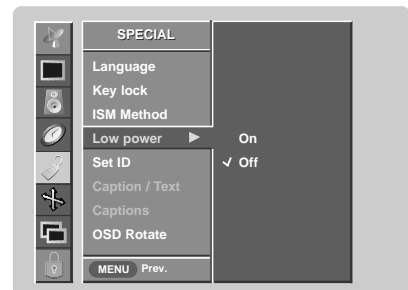 SPECIAL
Language
Key lock
ISM Method
Low power ► On
Set ID ✓ Off
Caption / Text
Captions
OSD Rotate
MENU Prev.